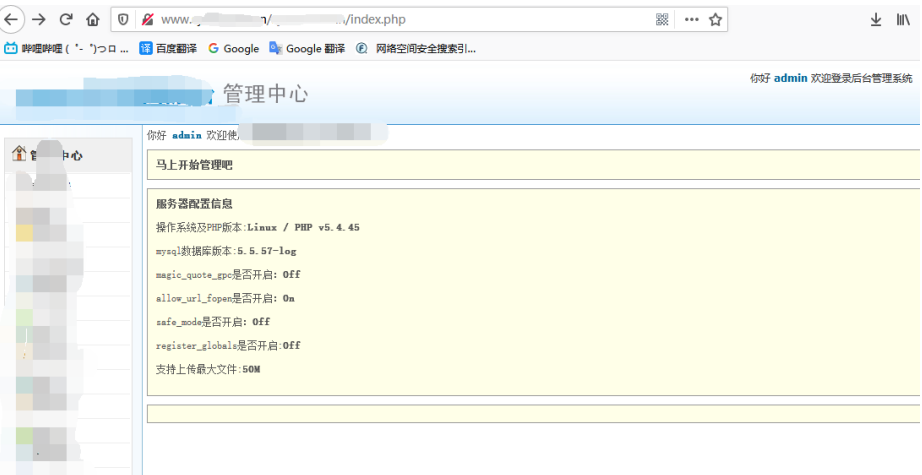 www. /index.php
哔哩哔哩 ( ゜- ゜)つロ ...
百度翻译
Google
Google 翻译
网络空间安全搜索引...
你好 admin 欢迎登录后台管理系统
管理中心
你好 admin 欢迎使
马上开始管理吧
服务器配置信息
操作系统及PHP版本:Linux / PHP v5.4.45
mysql数据库版本:5.5.57-log
magic_quote_gpc是否开启: Off
allow_url_fopen是否开启: On
safe_mode是否开启: Off
register_globals是否开启:Off
支持上传最大文件:50M